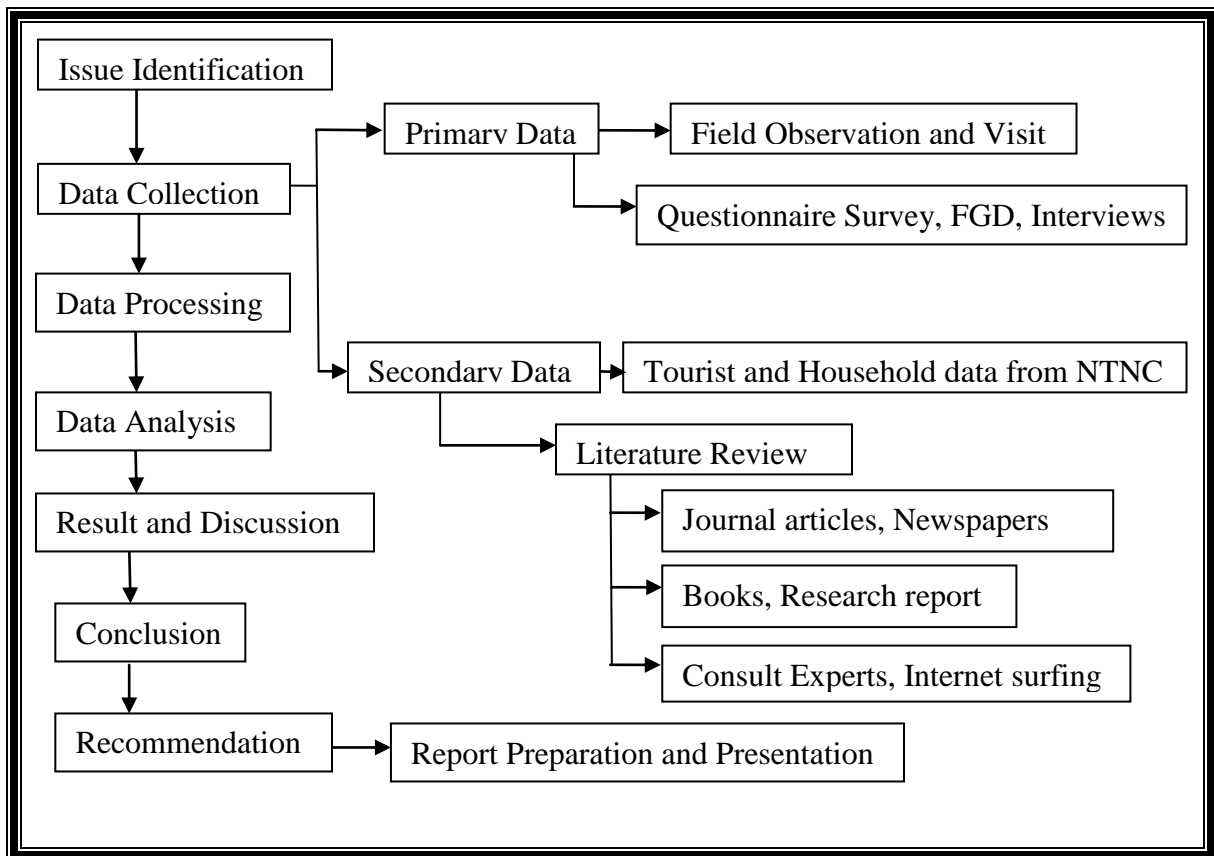 Issue Identification
Primary Data
Field Observation and Visit
Data Collection
Questionnaire Survey, FGD, Interviews
Data Processing
Secondary Data
Tourist and Household data from NTNC
Data Analysis
Literature Review
Result and Discussion
Journal articles, Newspapers
Books, Research report
Conclusion
Consult Experts, Internet surfing
Recommendation
Report Preparation and Presentation